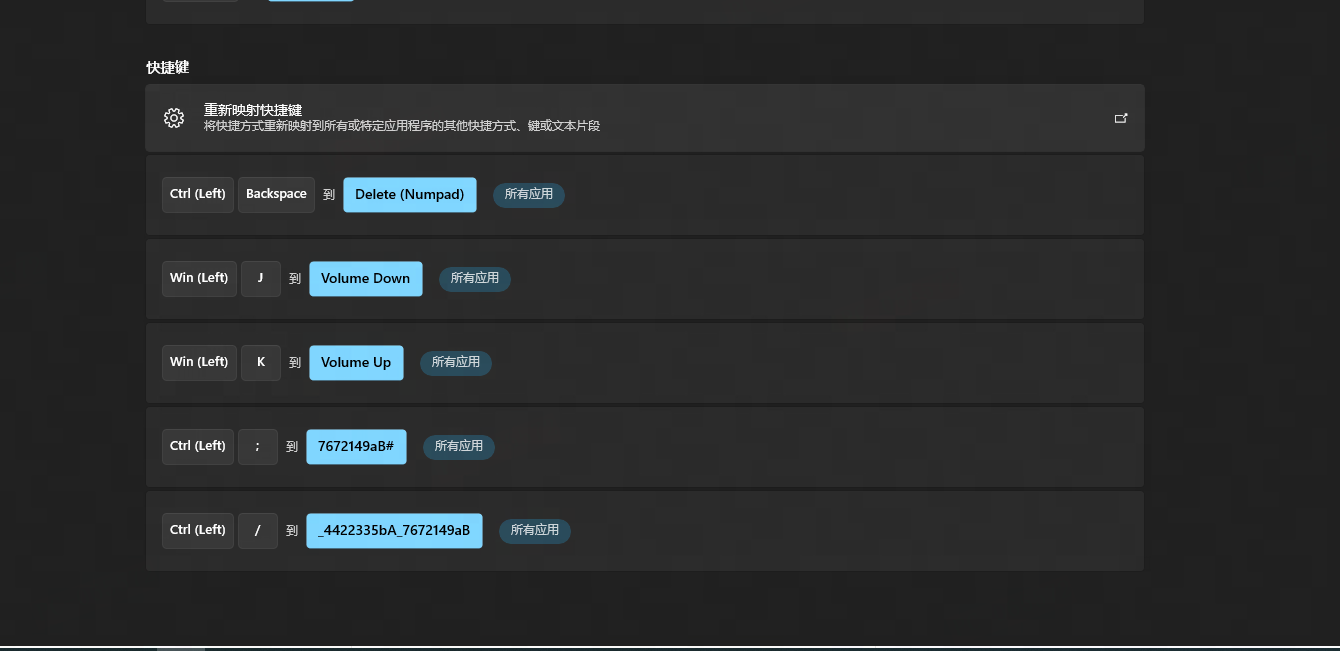 快捷键
重新映射快捷键
将快捷方式重新映射到所有或特定应用程序的其他快捷方式、键或文本片段
Ctrl (Left) Backspace 到 Delete (Numpad) 所有应用
Win (Left) J 到 Volume Down 所有应用
Win (Left) K 到 Volume Up 所有应用
Ctrl (Left) ; 到 7672149aB# 所有应用
Ctrl (Left) / 到 _4422335bA_7672149aB 所有应用